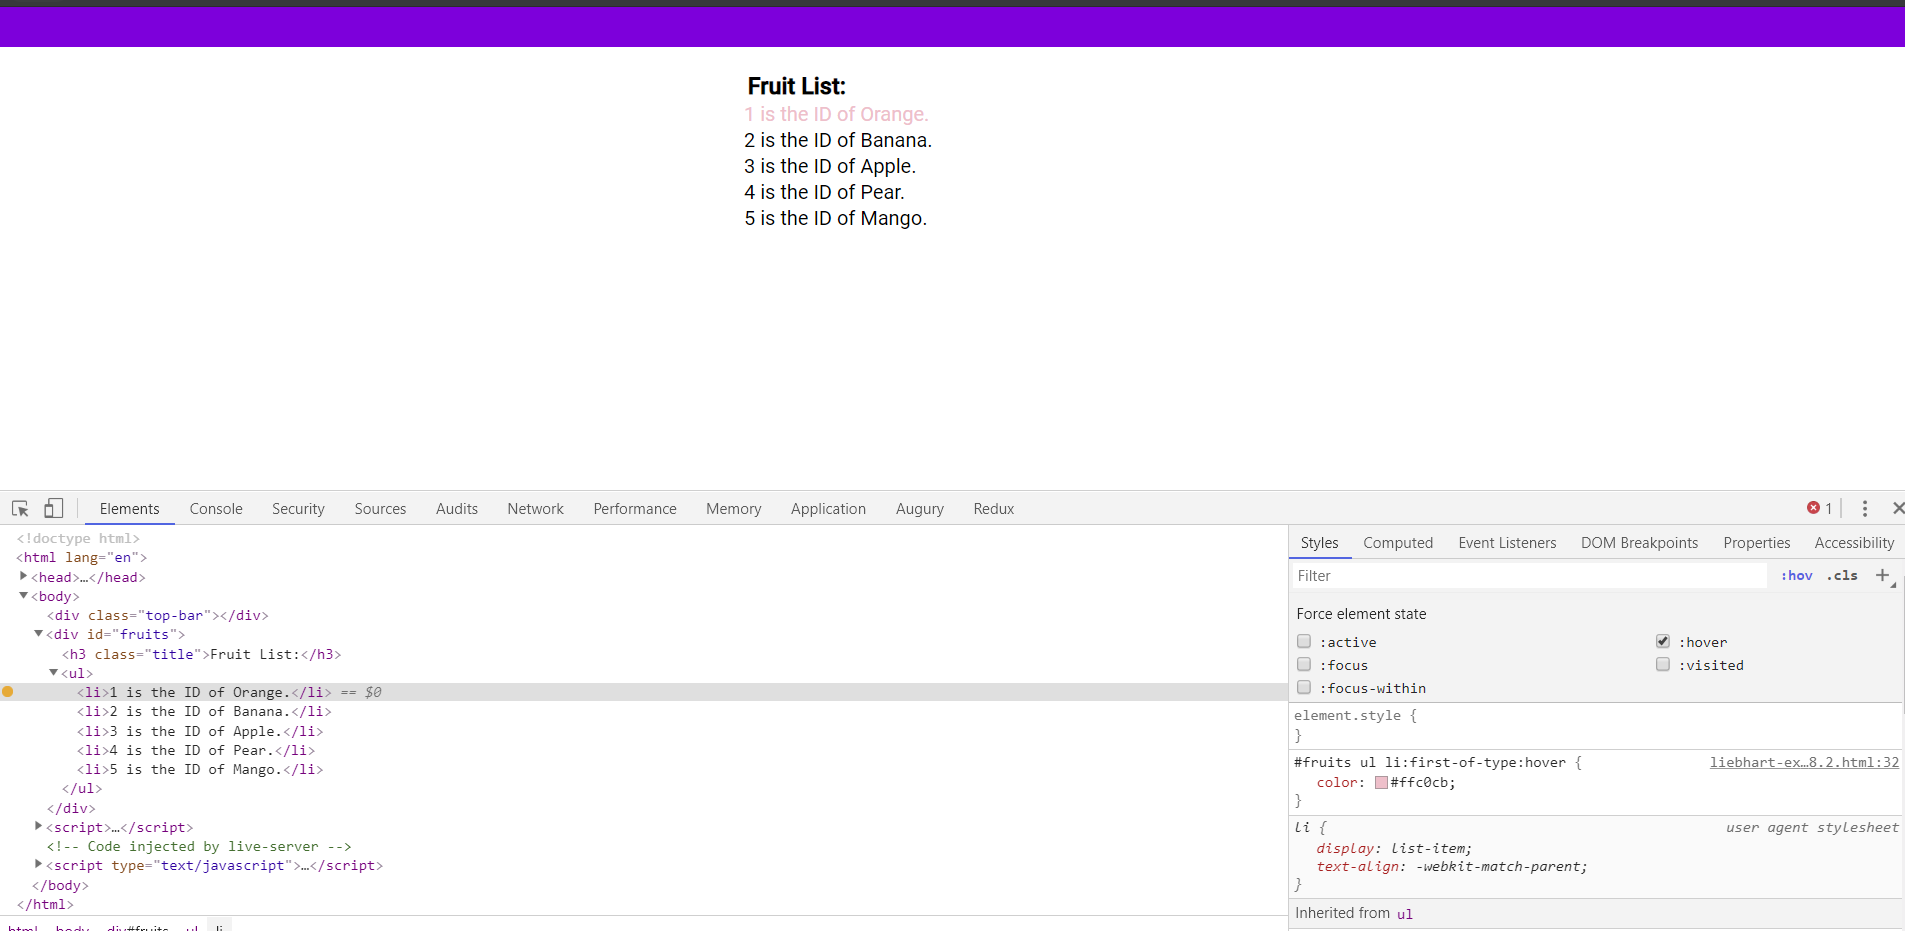 Fruit List:
1 is the ID of Orange.
2 is the ID of Banana.
3 is the ID of Apple.
4 is the ID of Pear.
5 is the ID of Mango.
Elements Console Security Sources Audits Network Performance Memory Application Augury Redux 1
<!doctype html>
<html lang="en">
<head>…</head>
<body>
<div class="top-bar"></div>
<div id="fruits">
<h3 class="title">Fruit List:</h3>
<ul>
<li>1 is the ID of Orange.</li> == $0
<li>2 is the ID of Banana.</li>
<li>3 is the ID of Apple.</li>
<li>4 is the ID of Pear.</li>
<li>5 is the ID of Mango.</li>
</ul>
</div>
<script>…</script>
<!-- Code injected by live-server -->
<script type="text/javascript">…</script>
</body>
</html>
html body div#fruits ul li
Styles Computed Event Listeners DOM Breakpoints Properties Accessibility
Filter :hov .cls +
Force element state
:active :hover
:focus :visited
:focus-within
element.style {
}
#fruits ul li:first-of-type:hover { liebhart-ex…8.2.html:32
color: #ffc0cb;
}
li { user agent stylesheet
display: list-item;
text-align: -webkit-match-parent;
}
Inherited from ul